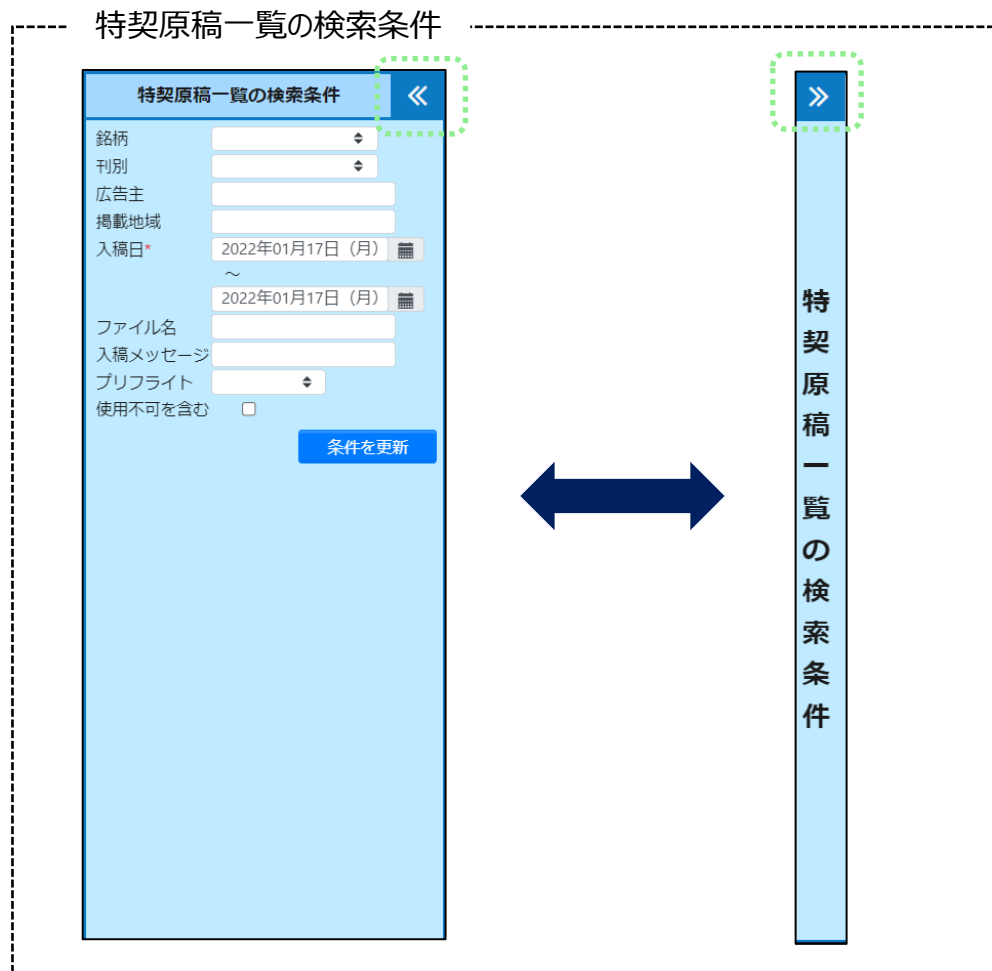 特契原稿一覧の検索条件
特契原稿一覧の検索条件
銘柄
刊別
広告主
掲載地域
入稿日* 2022年01月17日（月）
～
2022年01月17日（月）
ファイル名
入稿メッセージ
プリフライト
使用不可を含む
条件を更新
特契原稿一覧の検索条件